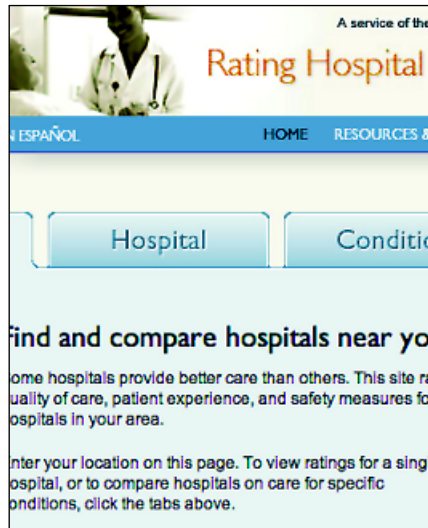 A service of the
Rating Hospital
N ESPAÑOL HOME RESOURCES &
Hospital Conditio
Find and compare hospitals near yo
some hospitals provide better care than others. This site ra
uality of care, patient experience, and safety measures fo
ospitals in your area.
nter your location on this page. To view ratings for a sing
ospital, or to compare hospitals on care for specific
onditions, click the tabs above.